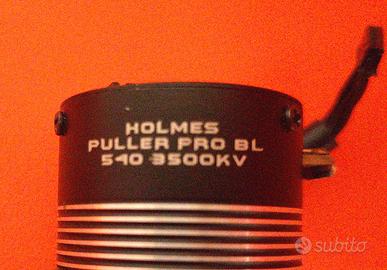 HOLMES
PULLER PRO BL
540 3500KV
subito